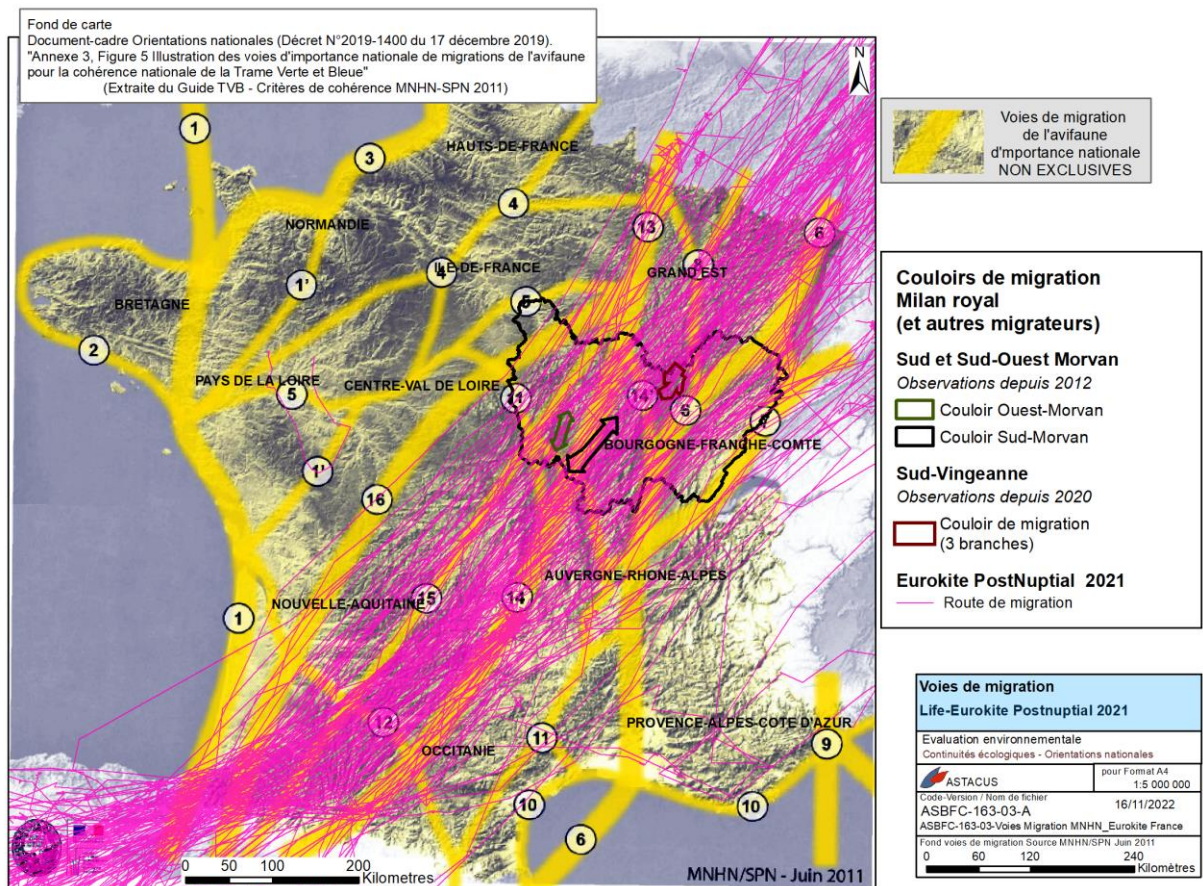 Fond de carte
Document-cadre Orientations nationales (Décret N°2019-1400 du 17 décembre 2019).
"Annexe 3, Figure 5 Illustration des voies d'importance nationale de migrations de l'avifaune
pour la cohérence nationale de la Trame Verte et Bleue"
(Extraite du Guide TVB - Critères de cohérence MNHN-SPN 2011)
N
1
3
HAUTS-DE-FRANCE
4
NORMANDIE
13
6
1'
4
ILE-DE-FRANCE
8
GRAND EST
BRETAGNE
5
2
PAYS DE LA LOIRE
5
CENTRE-VAL DE LOIRE
14
BOURGOGNE-FRANCHE-COMTE
1'
16
AUVERGNE-RHONE-ALPES
1
NOUVELLE-AQUITAINE
15
14
12
OCCITANIE
11
PROVENCE-ALPES-COTE D'AZUR
9
10
10
6
0 50 100 200
Kilometres
MNHN/SPN - Juin 2011
Voies de migration
de l'avifaune
d'mportance nationale
NON EXCLUSIVES
Couloirs de migration
Milan royal
(et autres migrateurs)
Sud et Sud-Ouest Morvan
Observations depuis 2012
Couloir Ouest-Morvan
Couloir Sud-Morvan
Sud-Vingeanne
Observations depuis 2020
Couloir de migration
(3 branches)
Eurokite PostNuptial 2021
Route de migration
Voies de migration
Life-Eurokite Postnuptial 2021
Evaluation environnementale
Continuités écologiques - Orientations nationales
ASTACUS
pour Format A4
1:5 000 000
Code-Version / Nom de fichier
ASBFC-163-03-A
16/11/2022
ASBFC-163-03-Voies Migration MNHN_Eurokite France
Fond voies de migration Source MNHN/SPN Juin 2011
0 60 120 240
Kilomètres